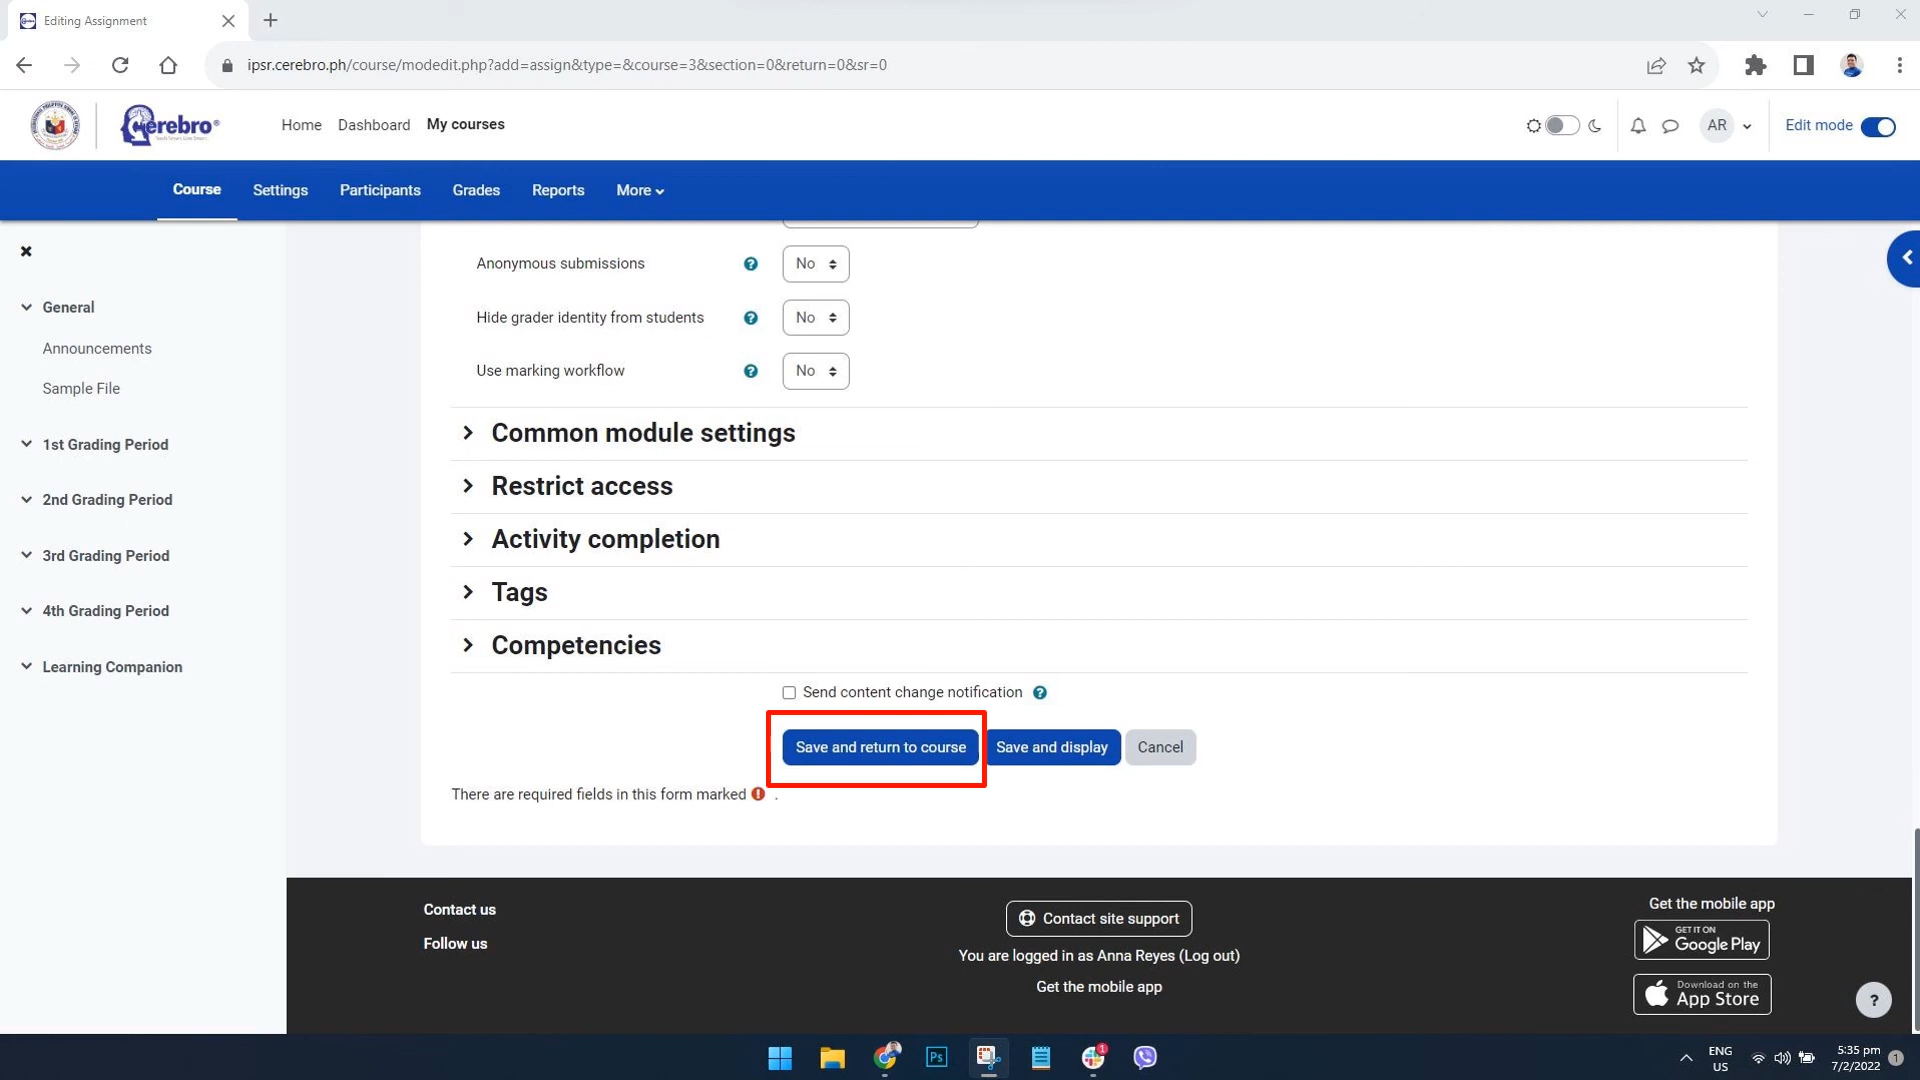 Editing Assignment
ipsr.cerebro.ph/course/modedit.php?add=assign&type=&course=3&section=0&return=0&sr=0
Cerebro
Home Dashboard My courses
AR
Edit mode
Course Settings Participants Grades Reports More
General
Announcements
Sample File
1st Grading Period
2nd Grading Period
3rd Grading Period
4th Grading Period
Learning Companion
Anonymous submissions ? No
Hide grader identity from students ? No
Use marking workflow ? No
Common module settings
Restrict access
Activity completion
Tags
Competencies
Send content change notification ?
Save and return to course Save and display Cancel
There are required fields in this form marked ! .
Contact us
Follow us
Contact site support
You are logged in as Anna Reyes (Log out)
Get the mobile app
Get the mobile app
GET IT ON
Google Play
Download on the
App Store
?
Ps
1
ENG
US
5:35 pm
7/2/2022
1